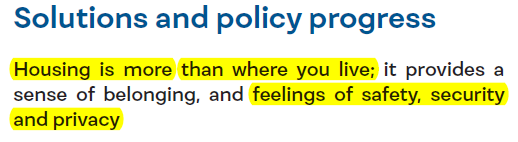 Solutions and policy progress
Housing is more than where you live; it provides a
sense of belonging, and feelings of safety, security
and privacy